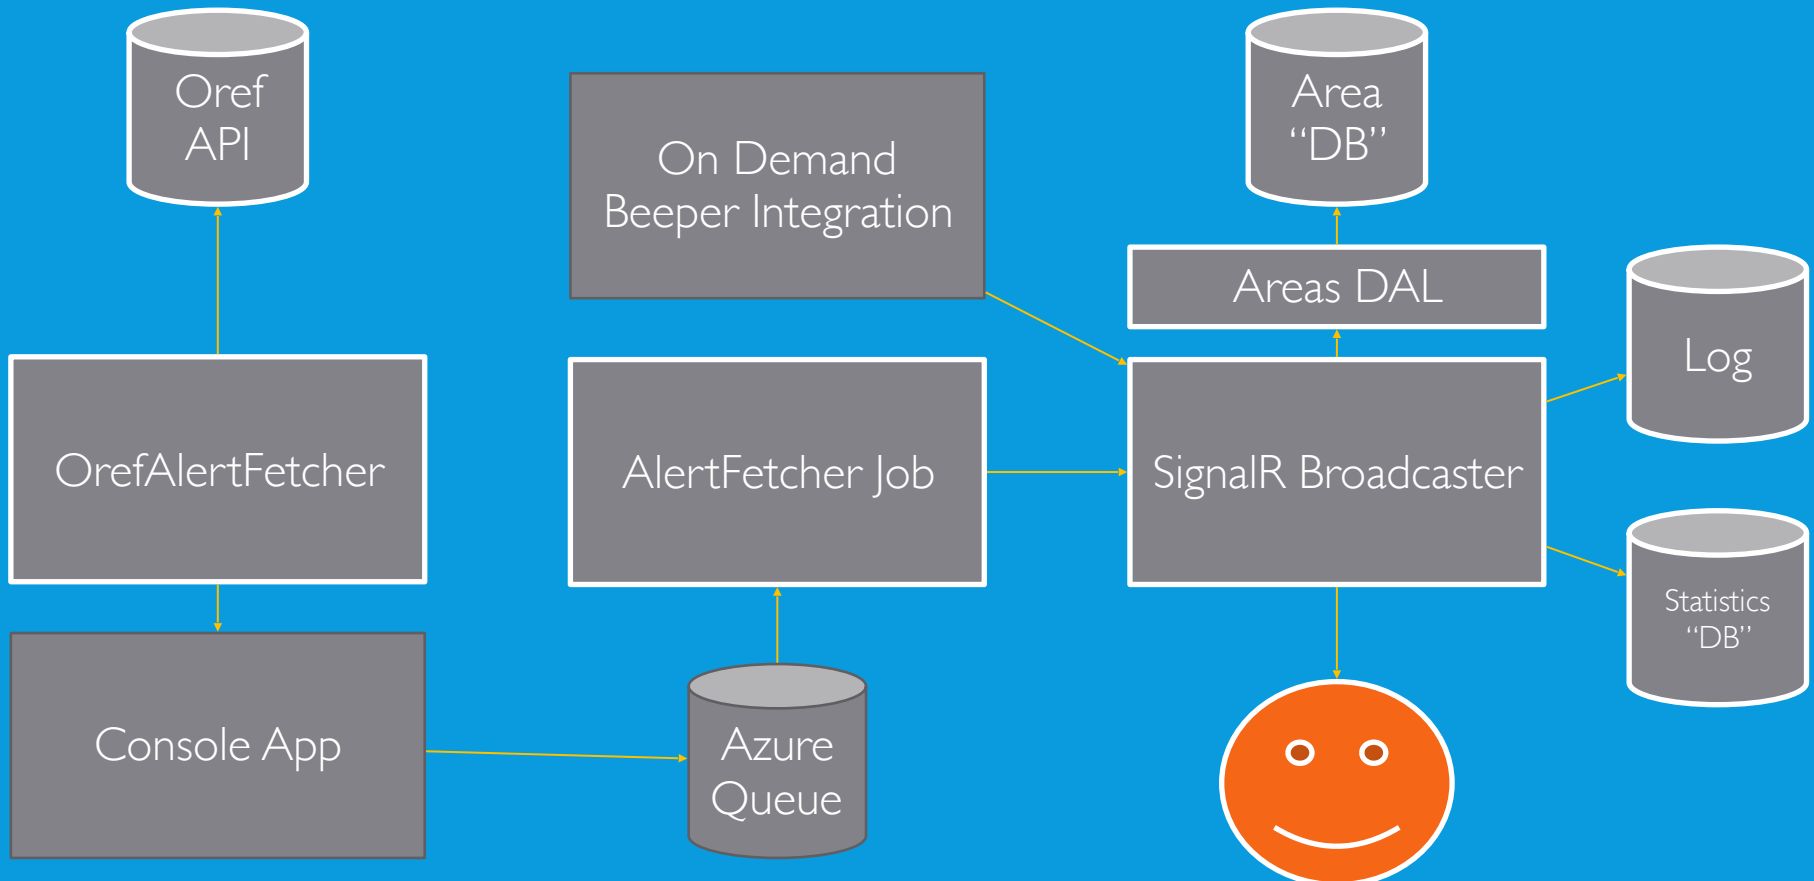 Oref
API
On Demand
Beeper Integration
Area
“DB”
Areas DAL
Log
OrefAlertFetcher
AlertFetcher Job
SignalR Broadcaster
Statistics
“DB”
Console App
Azure
Queue